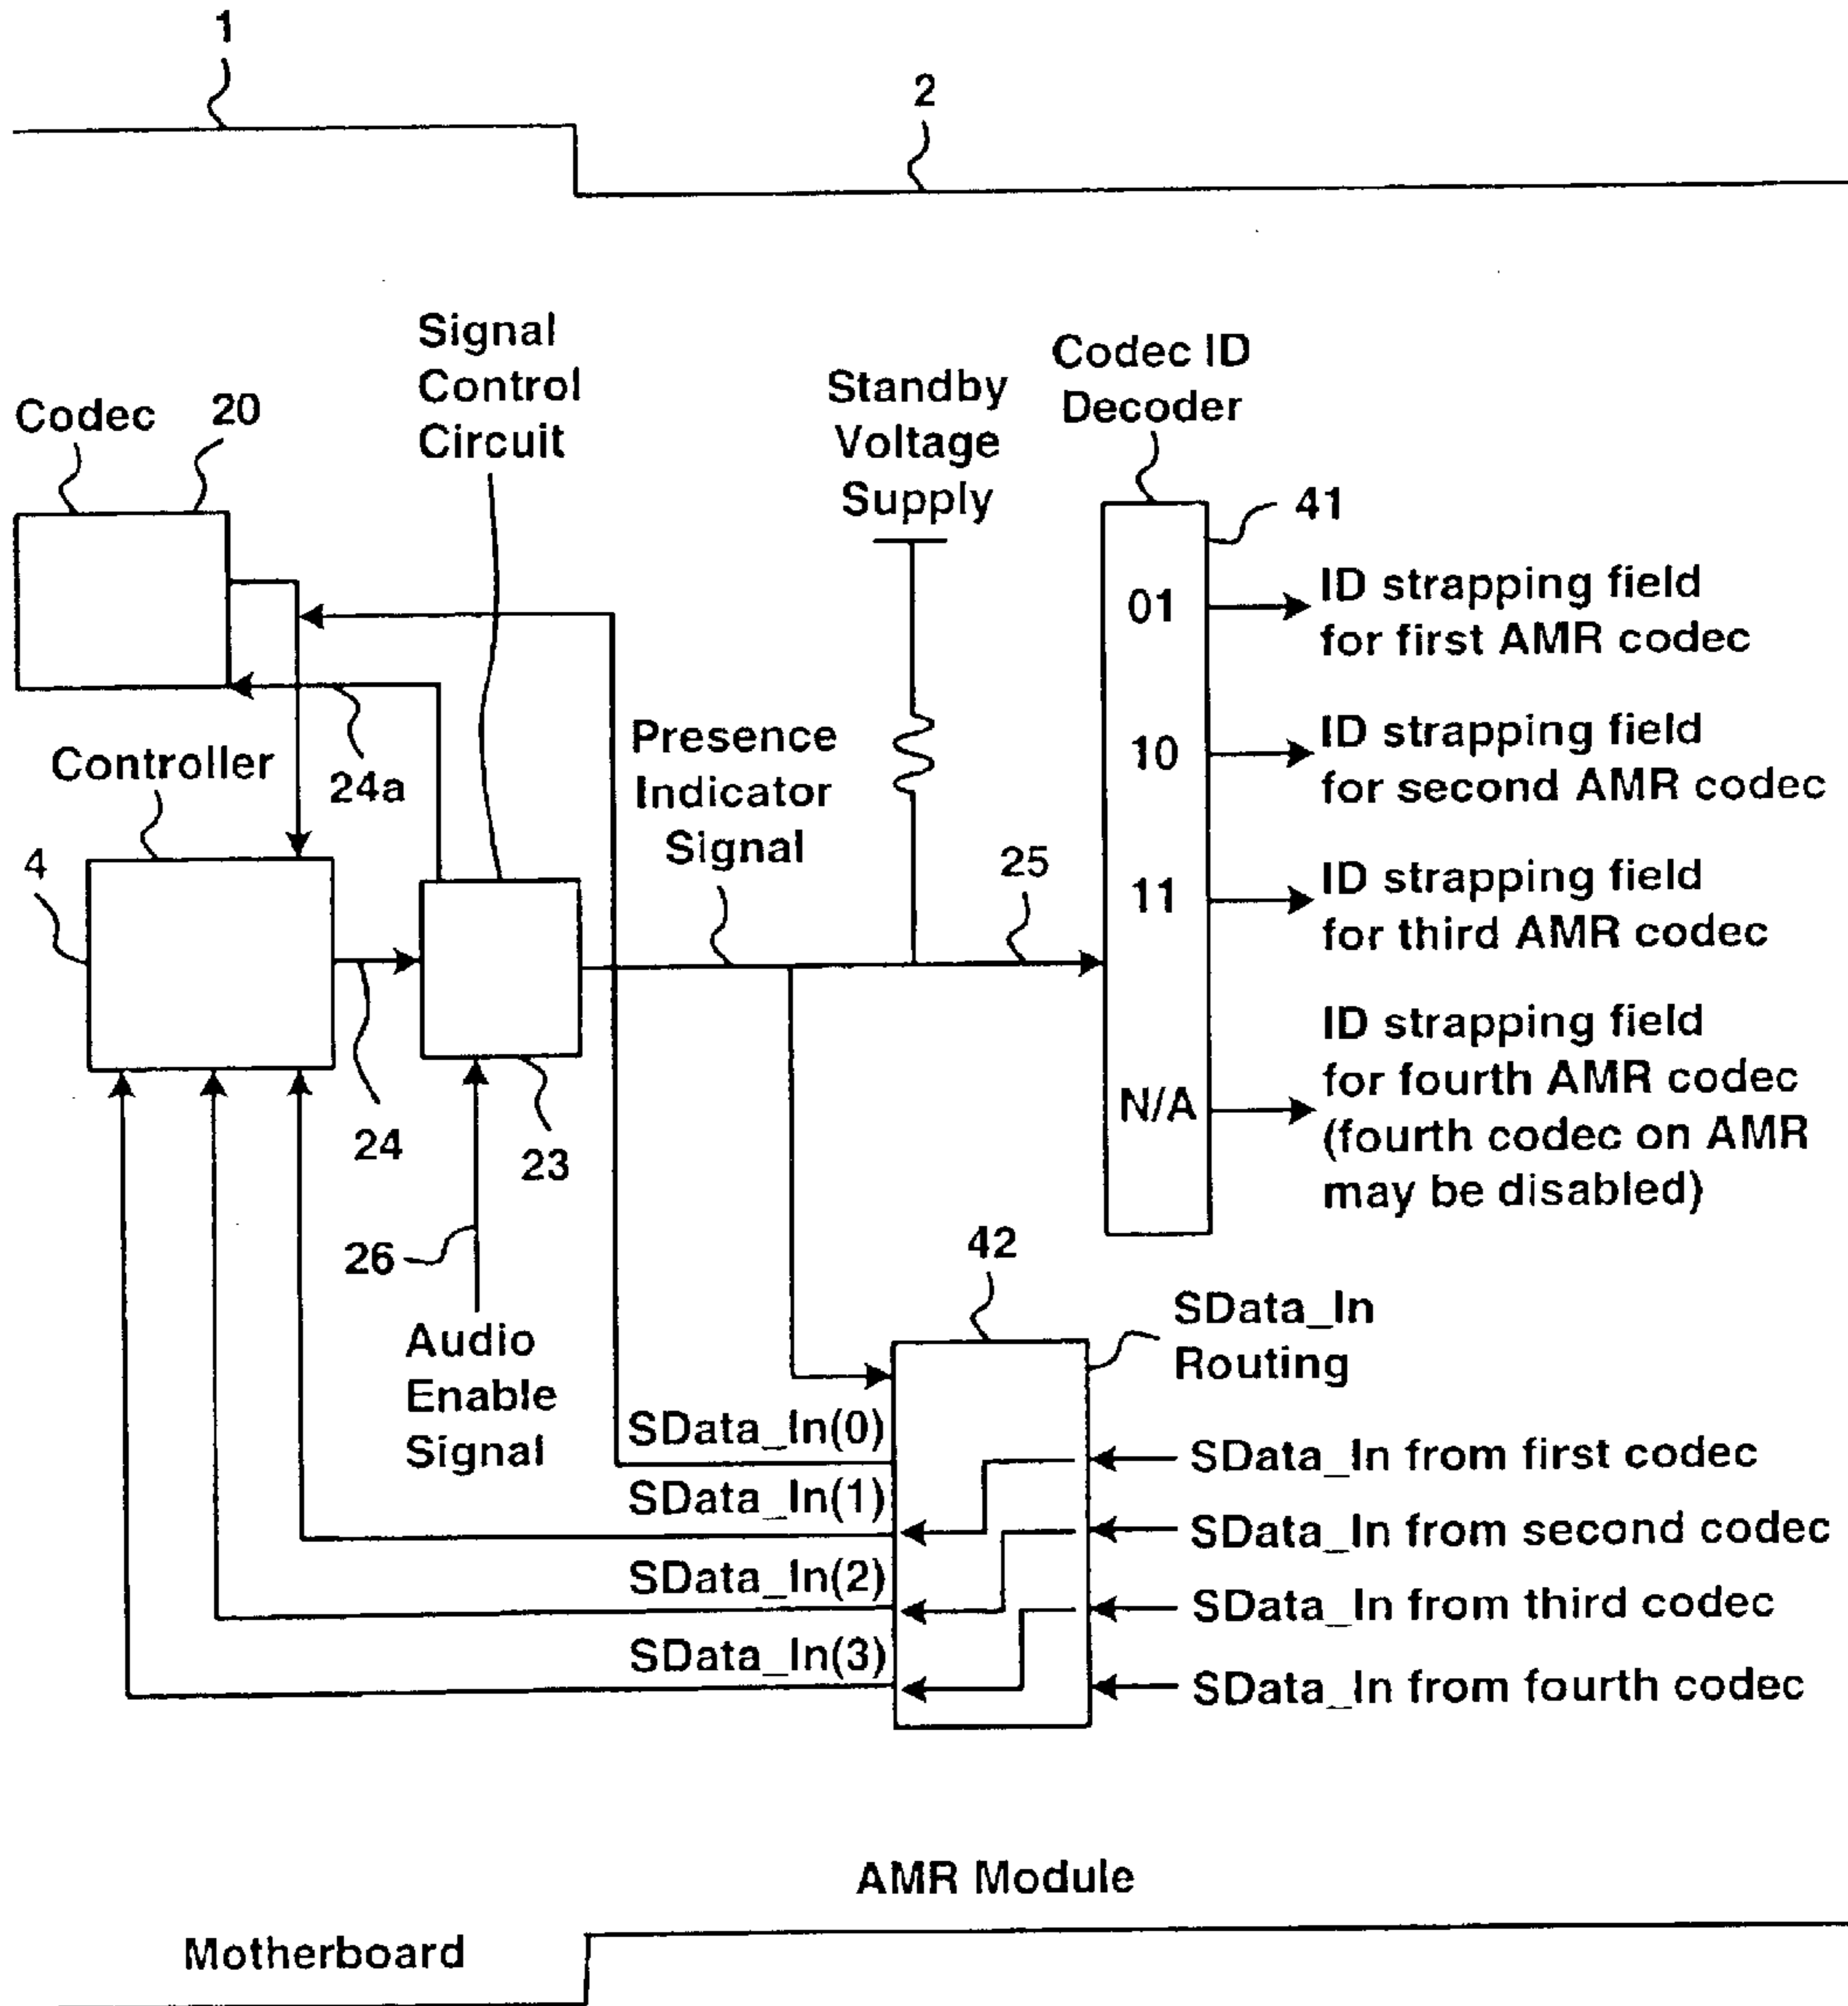 1
2
Signal
Control
Circuit
Codec ID
Decoder
Standby
Voltage
Supply
Codec
20
41
01
ID strapping field
for first AMR codec
10
ID strapping field
for second AMR codec
Presence
Indicator
Signal
Controller
24a
4
25
11
ID strapping field
for third AMR codec
ID strapping field
for fourth AMR codec
(fourth codec on AMR
may be disabled)
N/A
24
23
26
42
Audio
Enable
Signal
SData_In
Routing
SData_In(0)
SData_In from first codec
SData_In(1)
SData_In from second codec
SData_In(2)
SData_In from third codec
SData_In(3)
SData_In from fourth codec
AMR Module
Motherboard